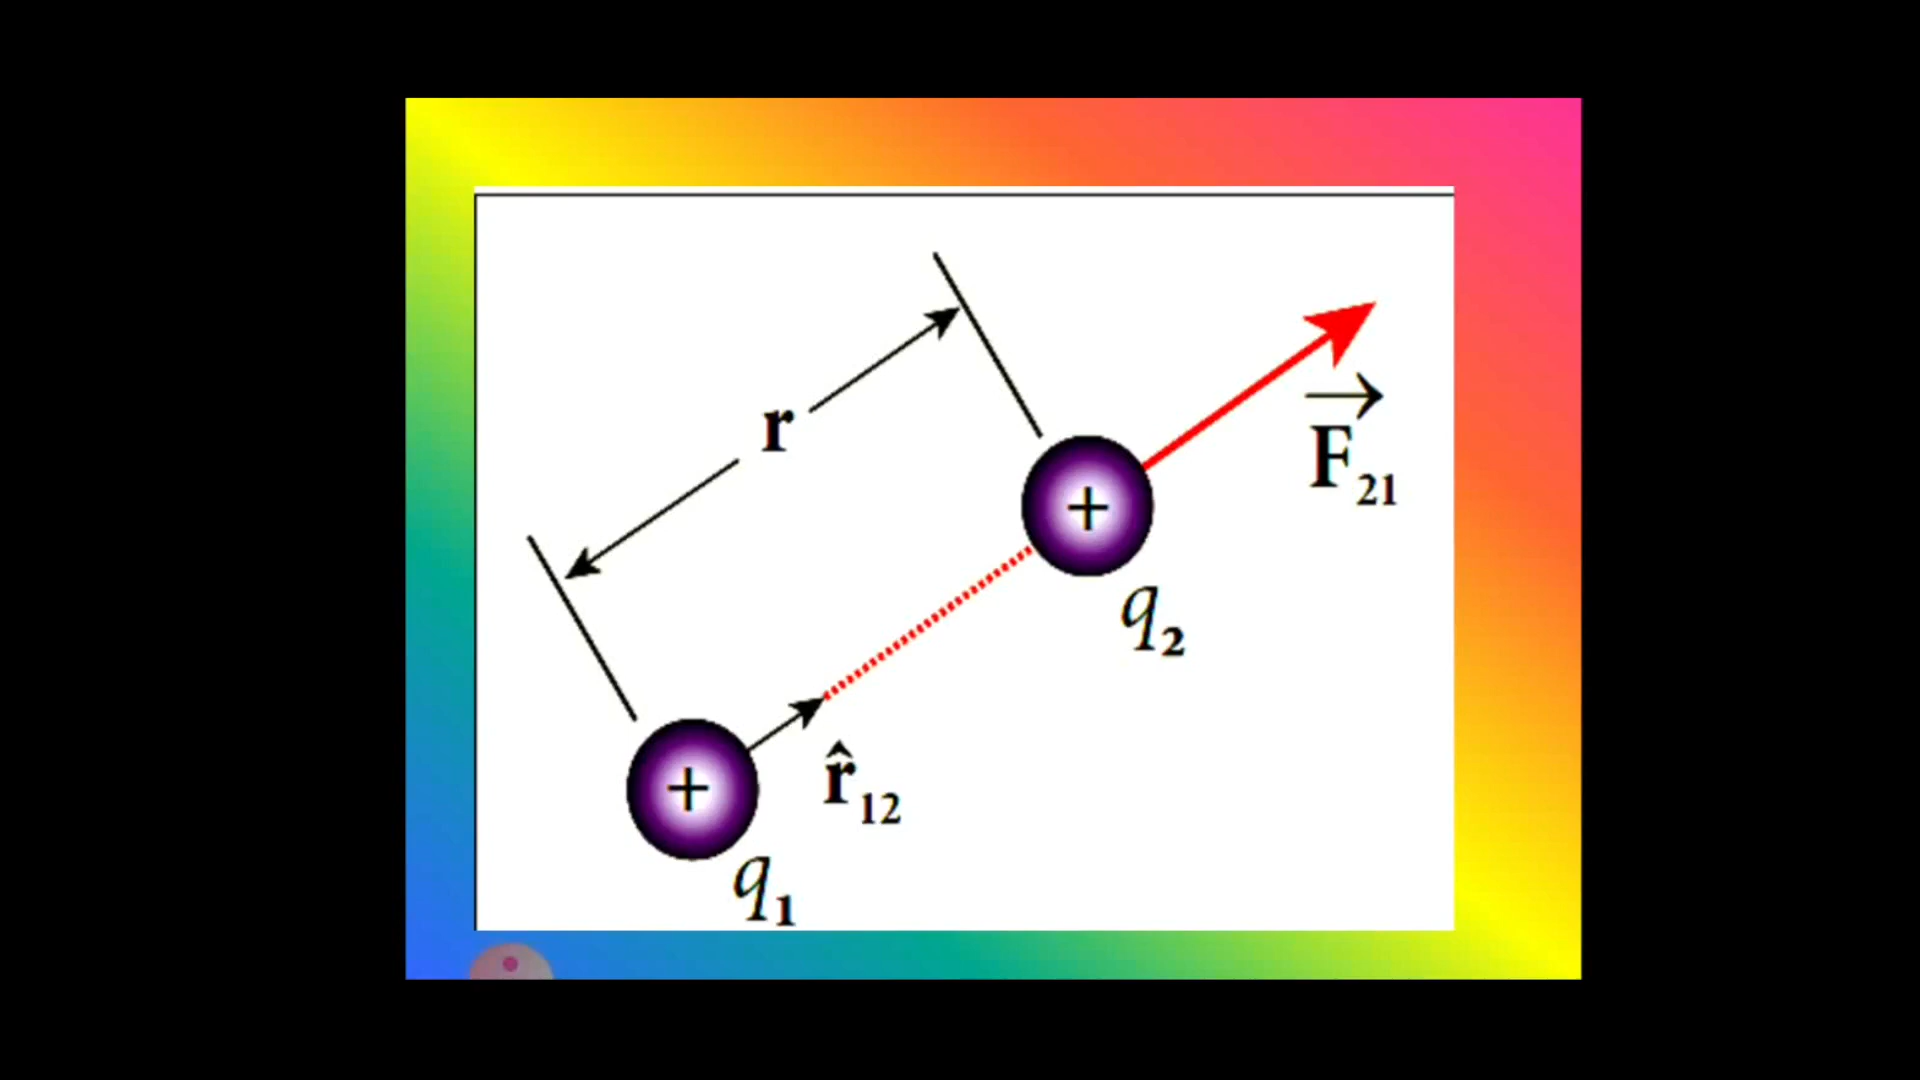 r
F⃗₂₁
+
q₂
r̂₁₂
+
q₁